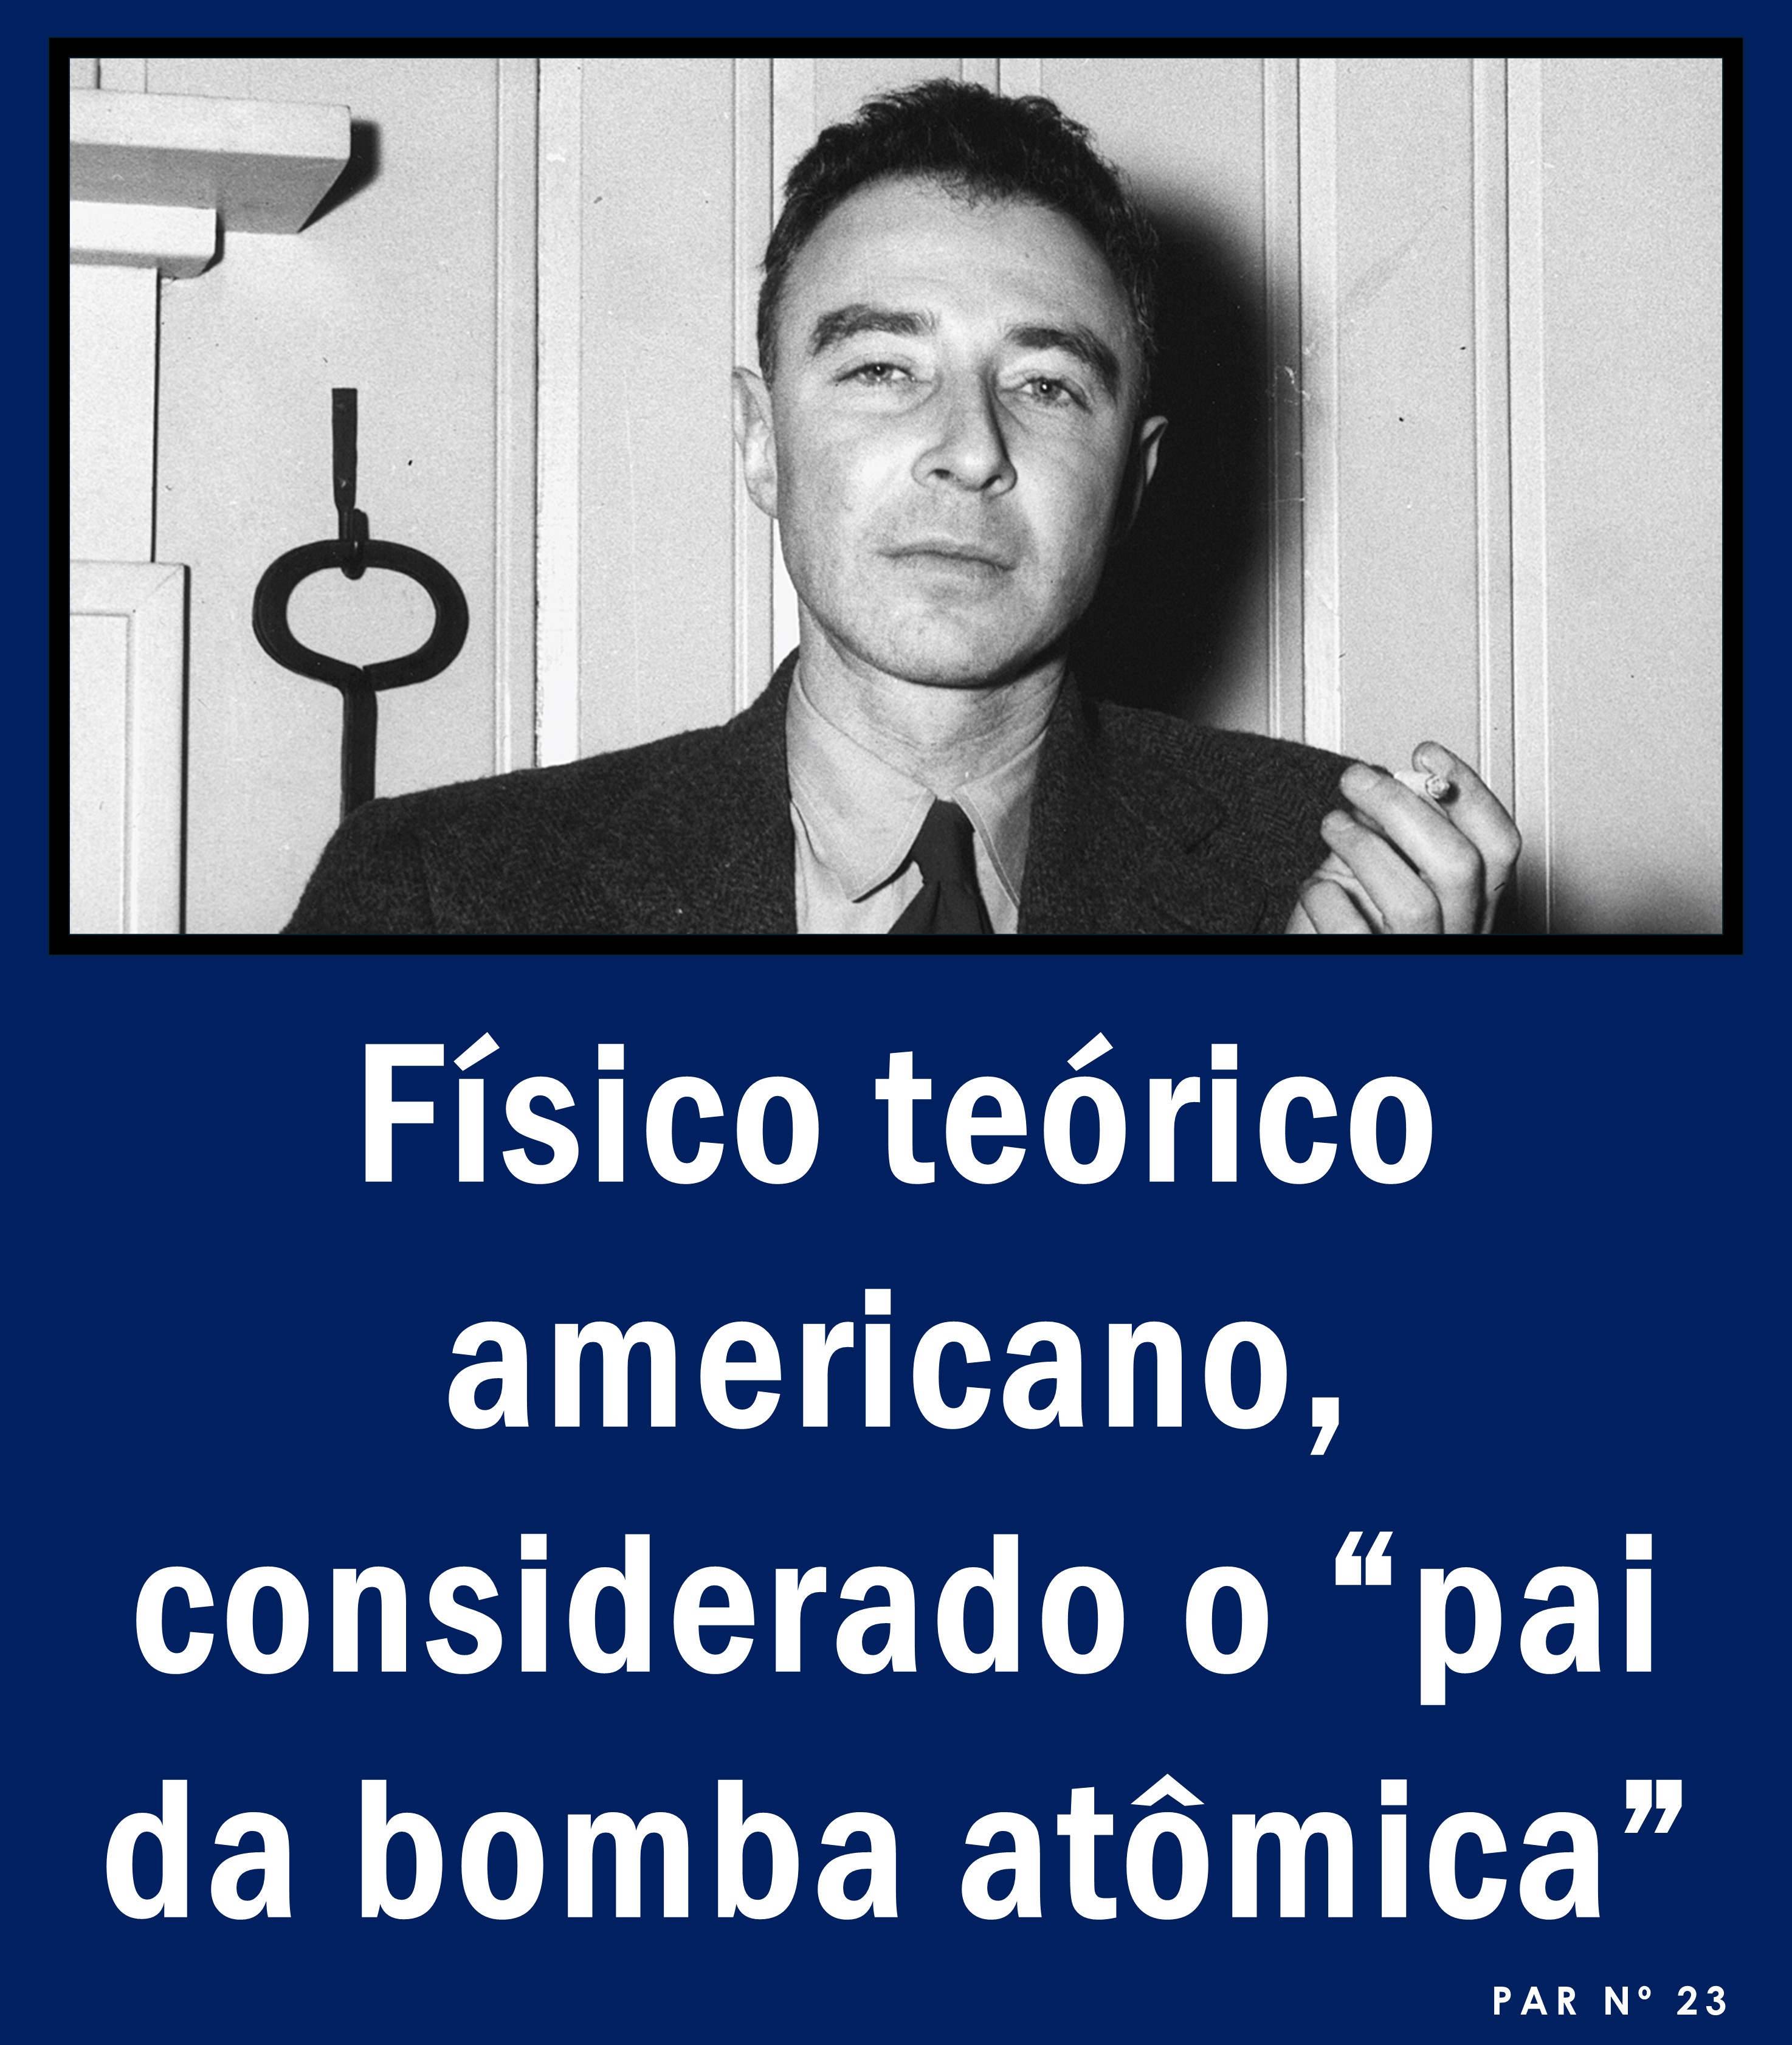 Físico teórico
americano,
considerado o “pai
da bomba atômica”
PAR Nº 23